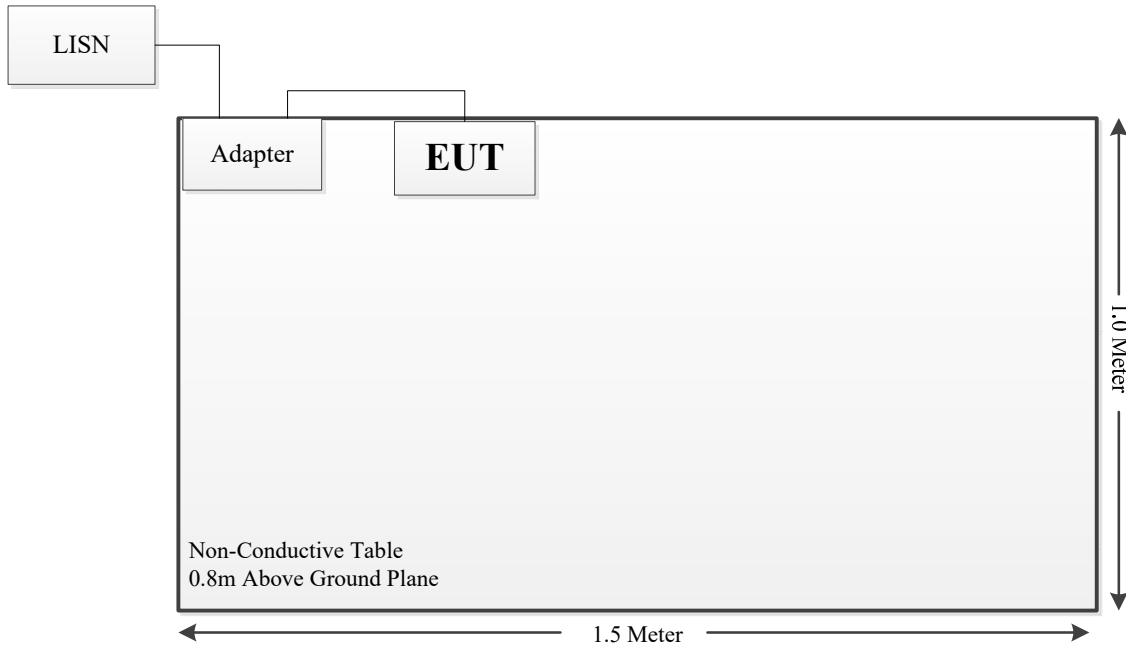 LISN
Adapter
EUT
1.0 Meter
Non-Conductive Table
0.8m Above Ground Plane
1.5 Meter